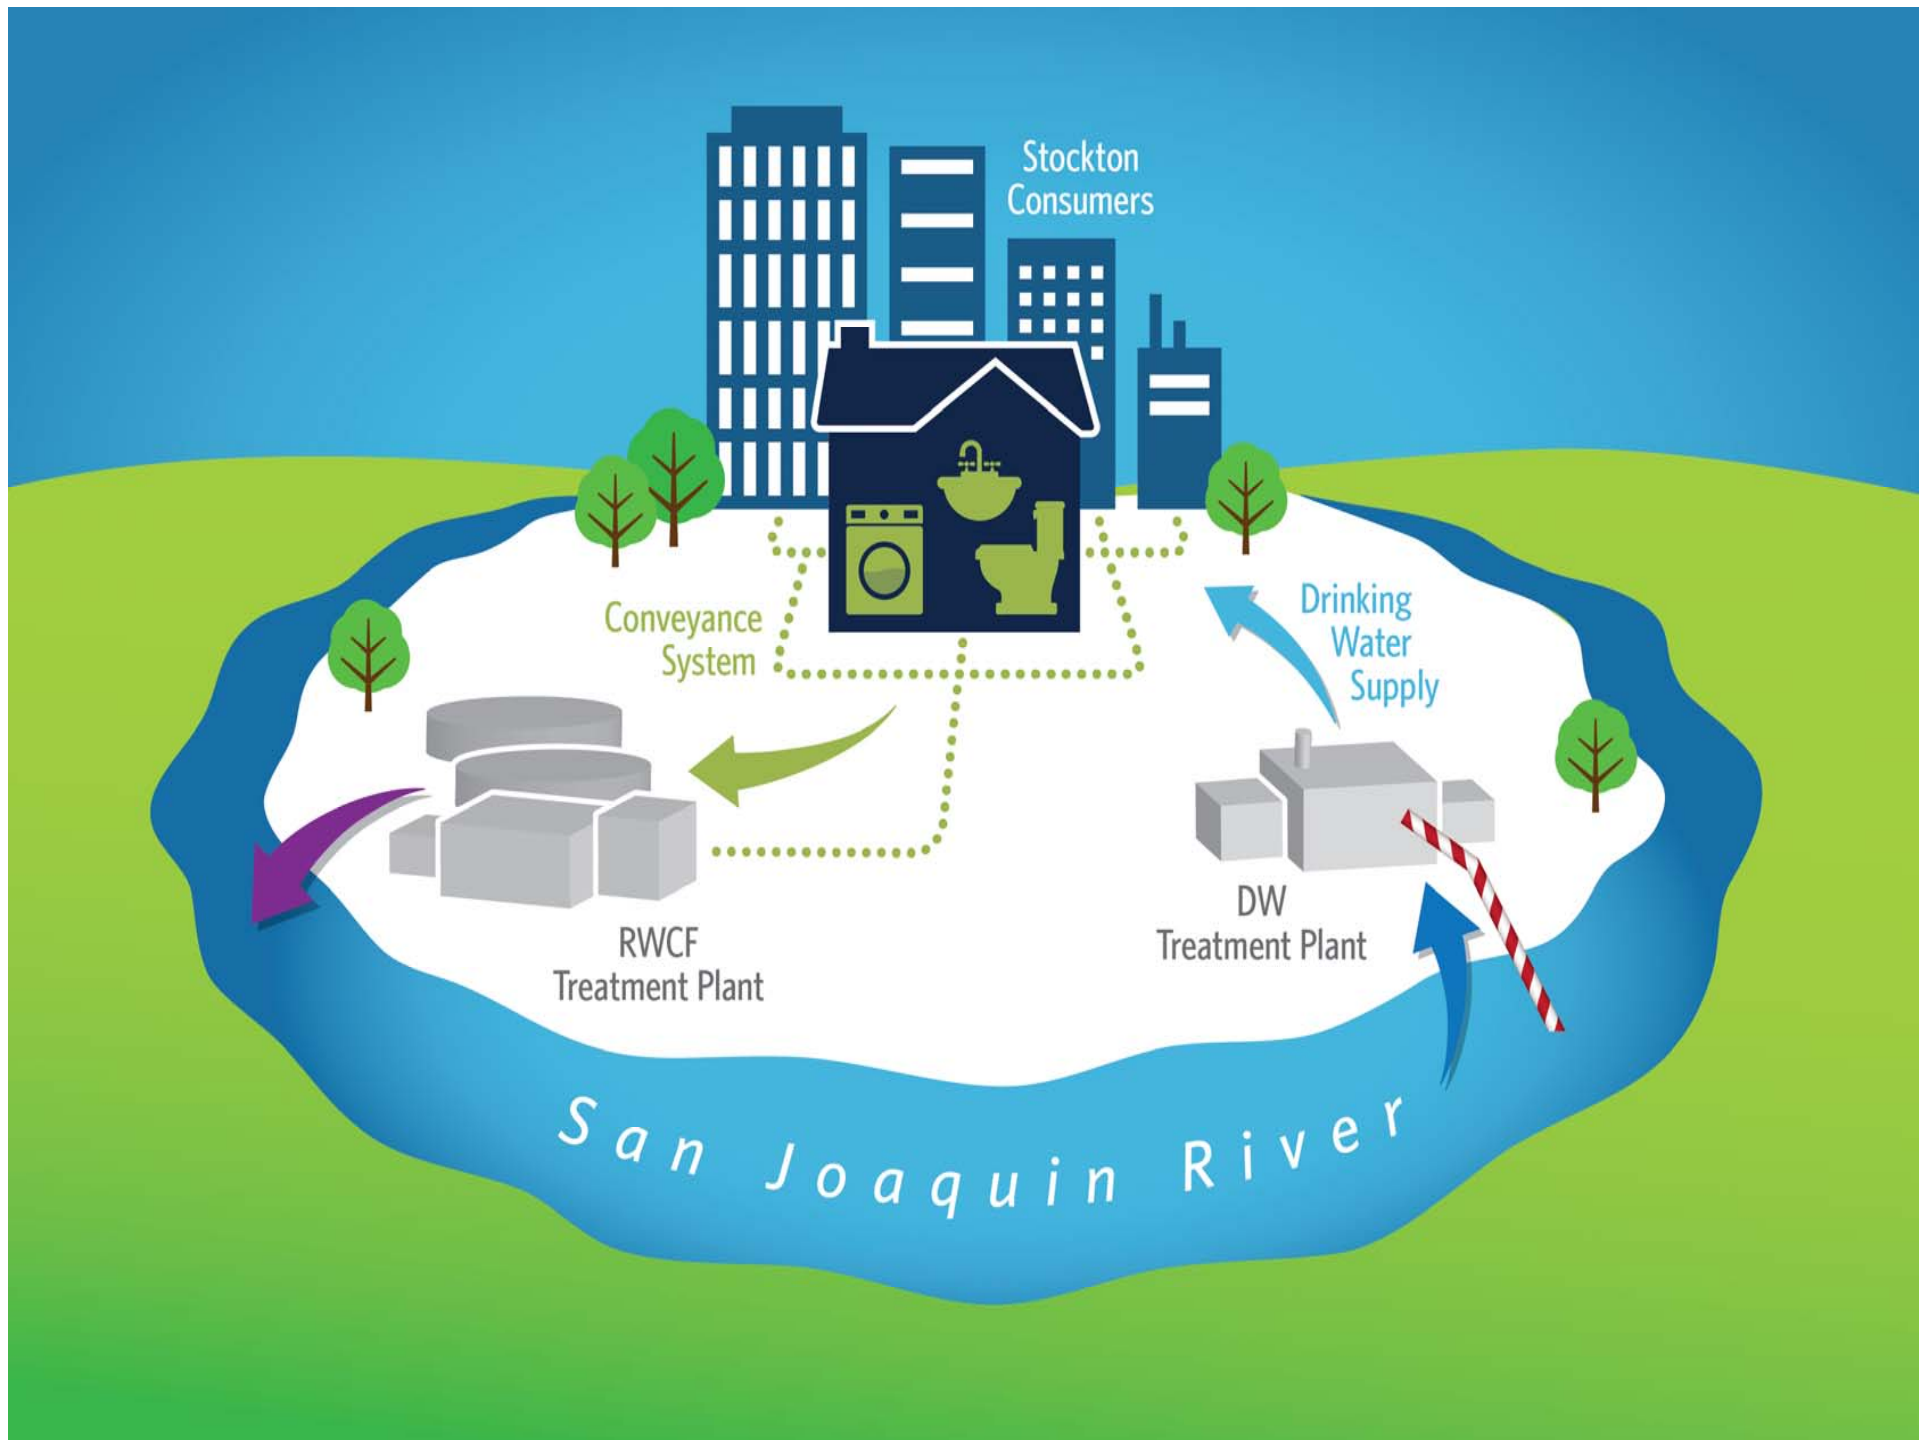 Stockton
Consumers
Conveyance
System
Drinking
Water
Supply
DW
Treatment Plant
RWCF
Treatment Plant
San Joaquin River